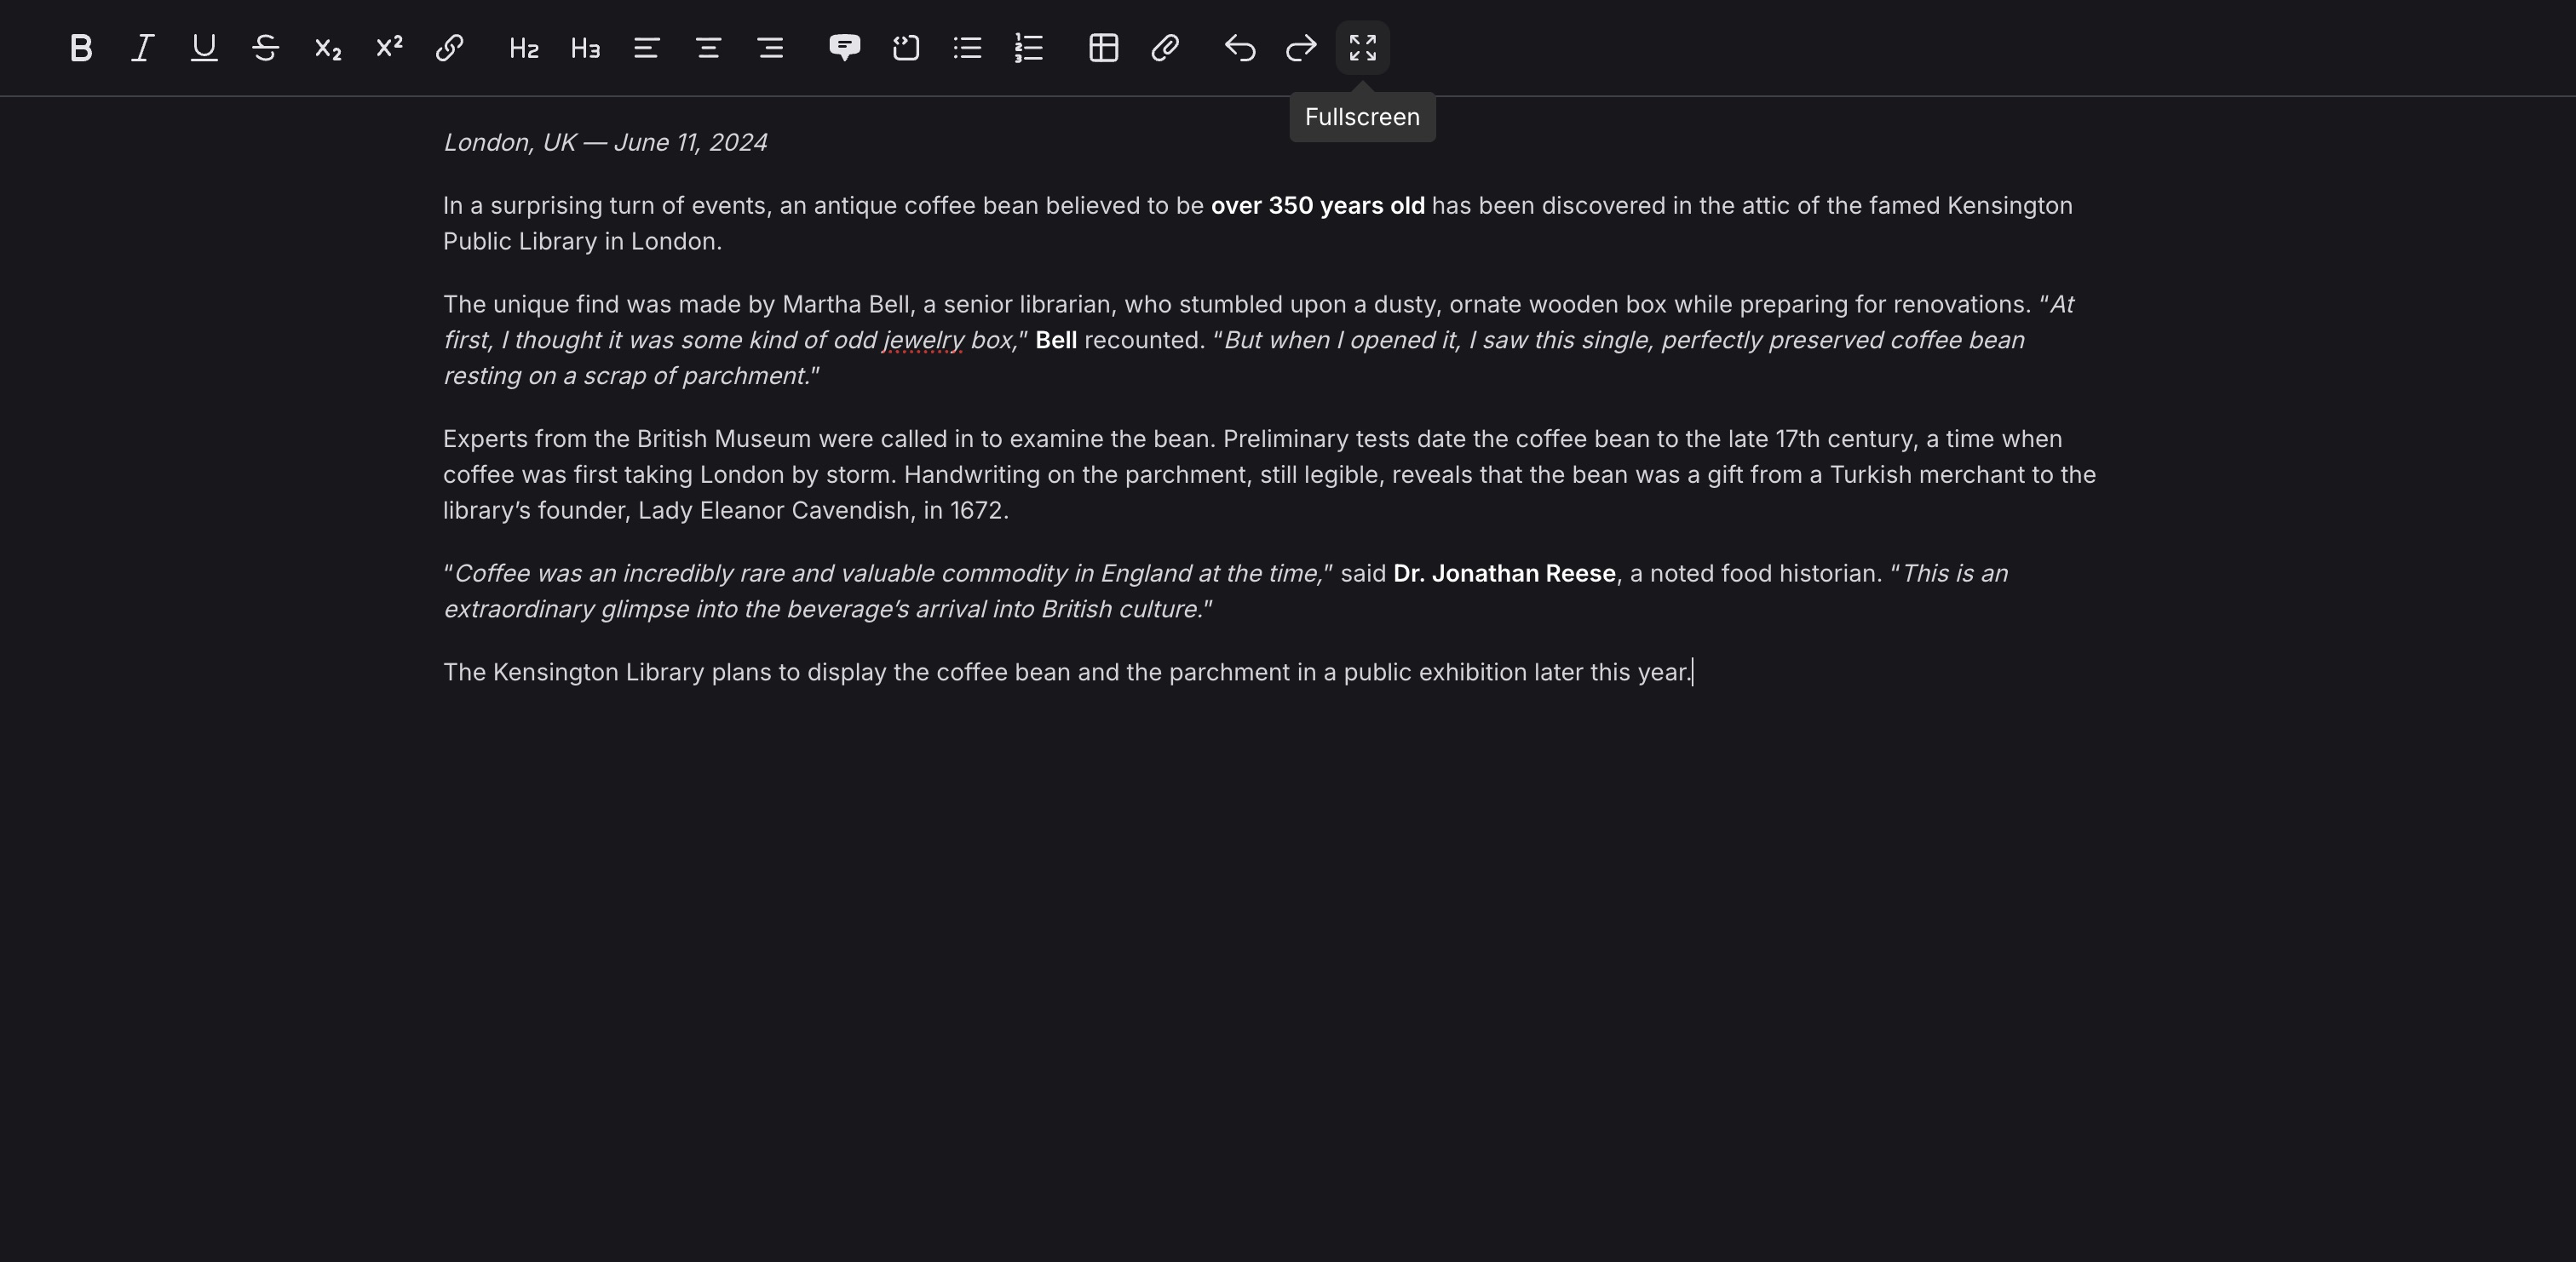 B I U S x₂ x² H2 H3
Fullscreen
London, UK — June 11, 2024
In a surprising turn of events, an antique coffee bean believed to be over 350 years old has been discovered in the attic of the famed Kensington
Public Library in London.
The unique find was made by Martha Bell, a senior librarian, who stumbled upon a dusty, ornate wooden box while preparing for renovations. “At
first, I thought it was some kind of odd jewelry box,” Bell recounted. “But when I opened it, I saw this single, perfectly preserved coffee bean
resting on a scrap of parchment.”
Experts from the British Museum were called in to examine the bean. Preliminary tests date the coffee bean to the late 17th century, a time when
coffee was first taking London by storm. Handwriting on the parchment, still legible, reveals that the bean was a gift from a Turkish merchant to the
library’s founder, Lady Eleanor Cavendish, in 1672.
“Coffee was an incredibly rare and valuable commodity in England at the time,” said Dr. Jonathan Reese, a noted food historian. “This is an
extraordinary glimpse into the beverage’s arrival into British culture.”
The Kensington Library plans to display the coffee bean and the parchment in a public exhibition later this year.